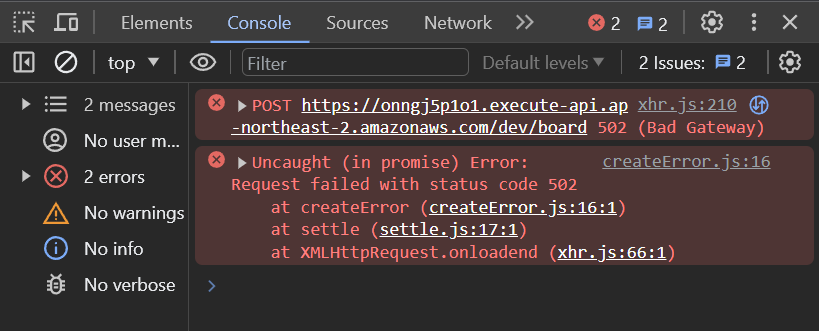 Elements Console Sources Network 2 2
top Filter Default levels 2 Issues: 2
2 messages
No user m...
2 errors
No warnings
No info
No verbose
POST https://onngj5p1o1.execute-api.ap xhr.js:210
-northeast-2.amazonaws.com/dev/board 502 (Bad Gateway)
Uncaught (in promise) Error: createError.js:16
Request failed with status code 502
at createError (createError.js:16:1)
at settle (settle.js:17:1)
at XMLHttpRequest.onloadend (xhr.js:66:1)